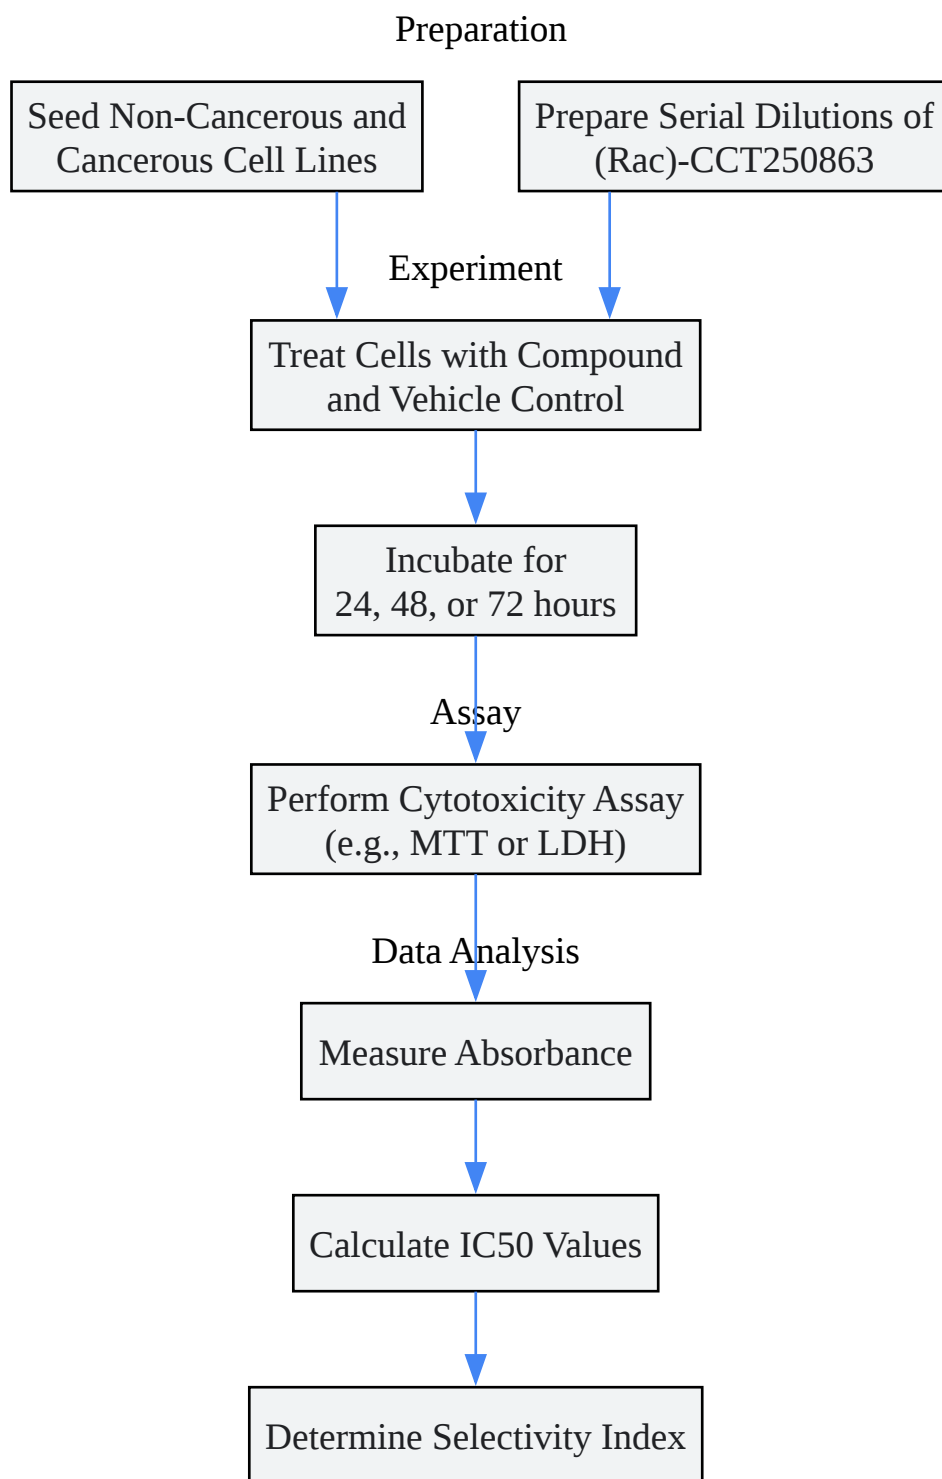 Preparation
Seed Non-Cancerous and
Cancerous Cell Lines
Prepare Serial Dilutions of
(Rac)-CCT250863
Experiment
Treat Cells with Compound
and Vehicle Control
Incubate for
24, 48, or 72 hours
Assay
Perform Cytotoxicity Assay
(e.g., MTT or LDH)
Data Analysis
Measure Absorbance
Calculate IC50 Values
Determine Selectivity Index